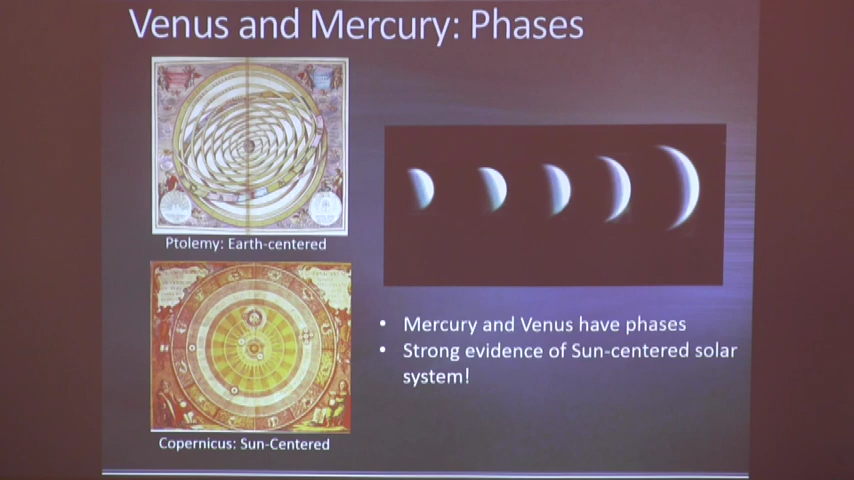 Venus and Mercury: Phases
Ptolemy: Earth-centered
Copernicus: Sun-Centered
• Mercury and Venus have phases
• Strong evidence of Sun-centered solar
system!